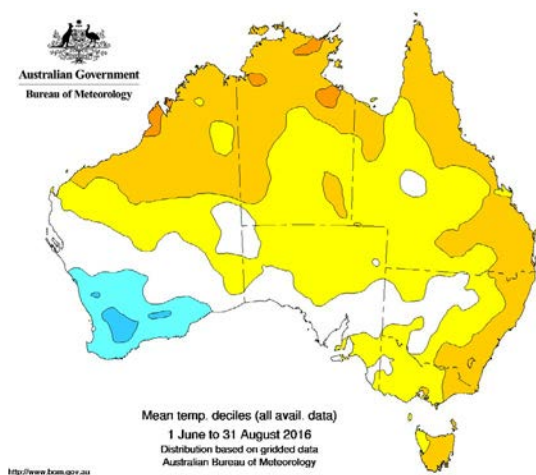 Australian Government
Bureau of Meteorology
Mean temp. deciles (all avail. data)
1 June to 31 August 2016
Distribution based on gridded data
Australian Bureau of Meteorology
http://www.bom.gov.au